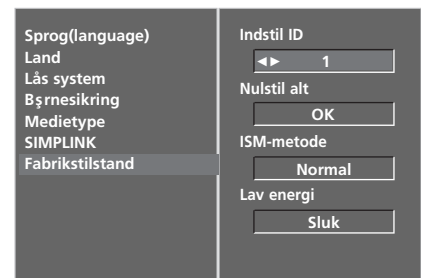 Sprog(language)
Land
Lås system
Bşrnesikring
Medietype
SIMPLINK
Fabrikstilstand
Indstil ID
◄► 1
Nulstil alt
OK
ISM-metode
Normal
Lav energi
Sluk